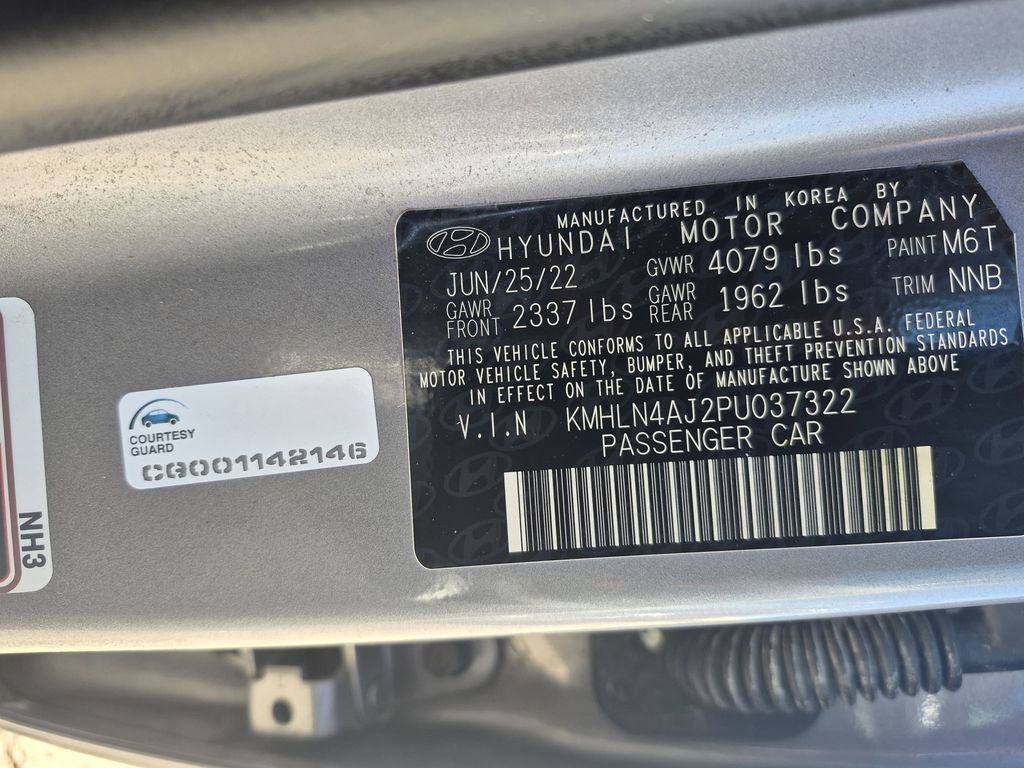 MANUFACTURED IN KOREA BY
HYUNDAI MOTOR COMPANY
JUN/25/22 GVWR 4079 lbs PAINT M6T
GAWR FRONT 2337 lbs GAWR REAR 1962 lbs TRIM NNB
THIS VEHICLE CONFORMS TO ALL APPLICABLE U.S.A. FEDERAL
MOTOR VEHICLE SAFETY, BUMPER, AND THEFT PREVENTION STANDARDS
IN EFFECT ON THE DATE OF MANUFACTURE SHOWN ABOVE
V.I.N KMHLN4AJ2PU037322
PASSENGER CAR
COURTESY
GUARD
CG001142146
NH3